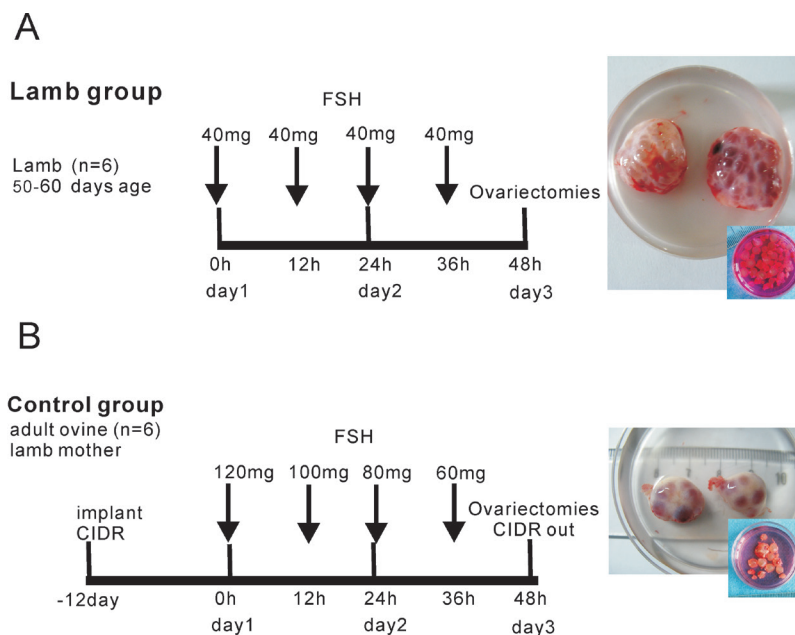 A
Lamb group
FSH
40mg 40mg 40mg 40mg
Lamb (n=6)
50-60 days age
Ovariectomies
0h 12h 24h 36h 48h
day1 day2 day3
B
Control group
adult ovine (n=6)
lamb mother
FSH
120mg 100mg 80mg 60mg
implant
CIDR
Ovariectomies
CIDR out
-12day 0h 12h 24h 36h 48h
day1 day2 day3
10